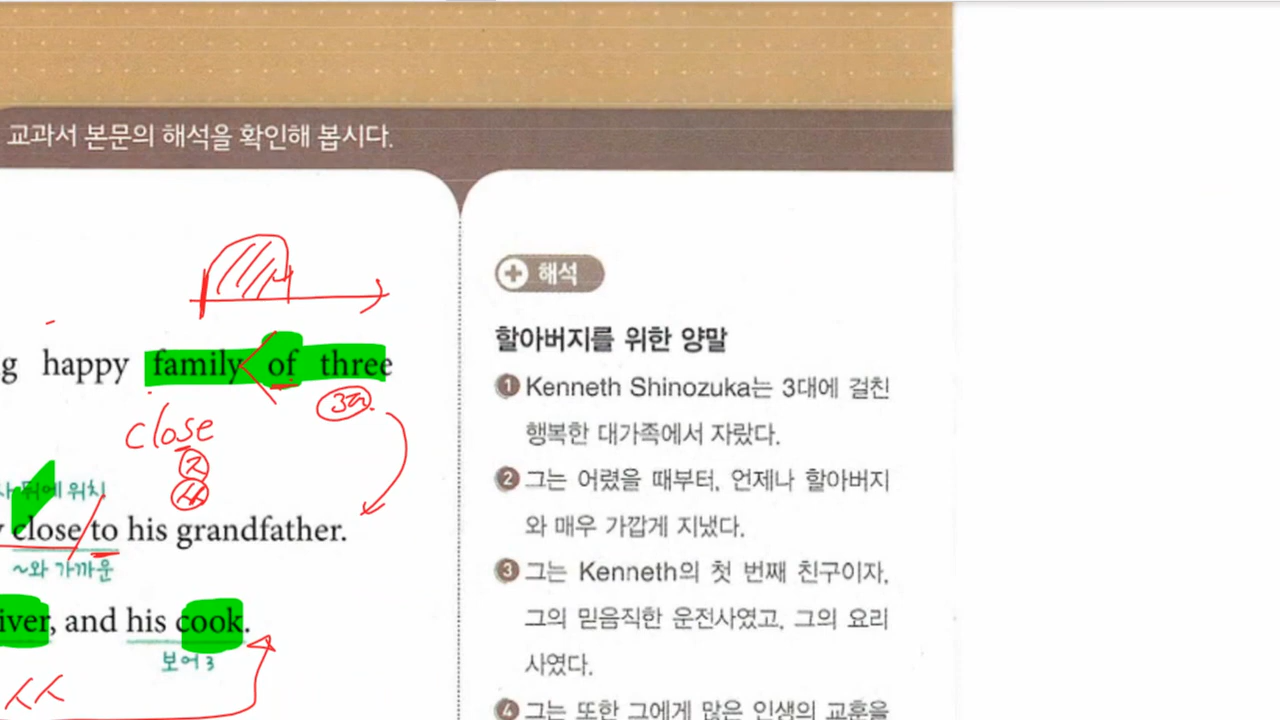 교과서 본문의 해석을 확인해 봅시다.
g happy family of three
close
ㅈ
ㅆ
뒤에 위치
close to his grandfather.
~와 가까운
iver, and his cook.
보어 3
ㅅㅅ
해석
할아버지를 위한 양말
1 Kenneth Shinozuka는 3대에 걸친
행복한 대가족에서 자랐다.
2 그는 어렸을 때부터, 언제나 할아버지
와 매우 가깝게 지냈다.
3 그는 Kenneth의 첫 번째 친구이자,
그의 믿음직한 운전사였고, 그의 요리
사였다.
4 그는 또한 그에게 많은 인생의 교훈을